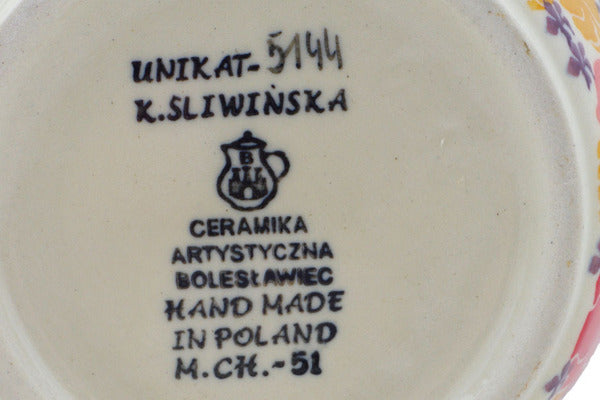 UNIKAT-5144
K.SLIWIŃSKA
B
CERAMIKA
ARTYSTYCZNA
BOLESŁAWIEC
HAND MADE
IN POLAND
M.CH.-51